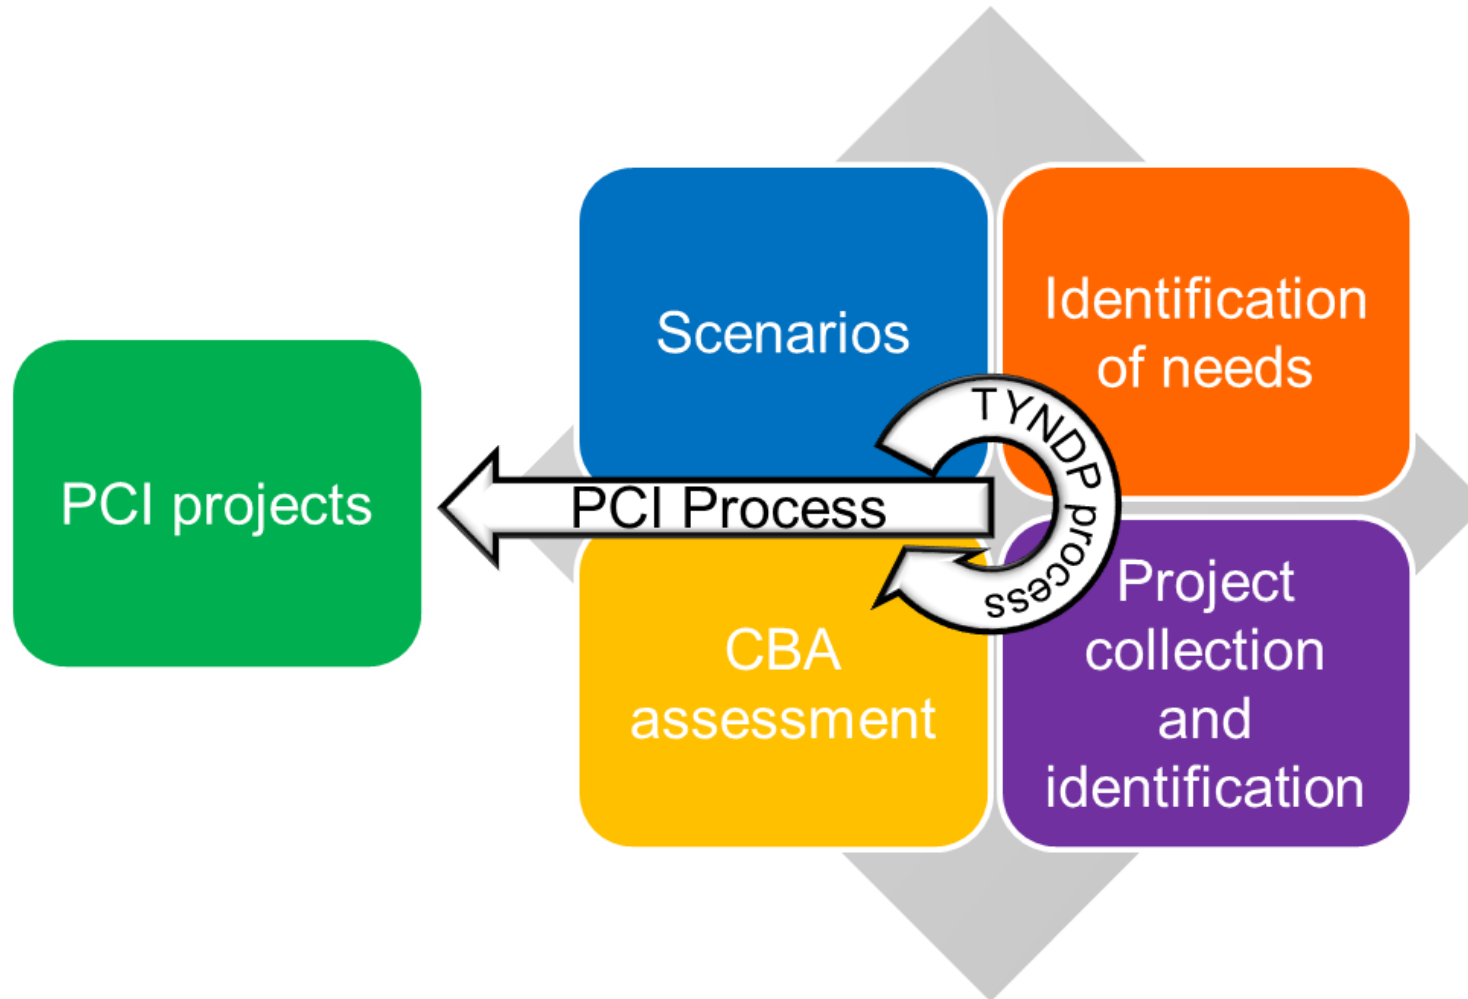 Scenarios
Identification
of needs
TYNDP process
PCI projects
PCI Process
CBA
assessment
Project
collection
and
identification